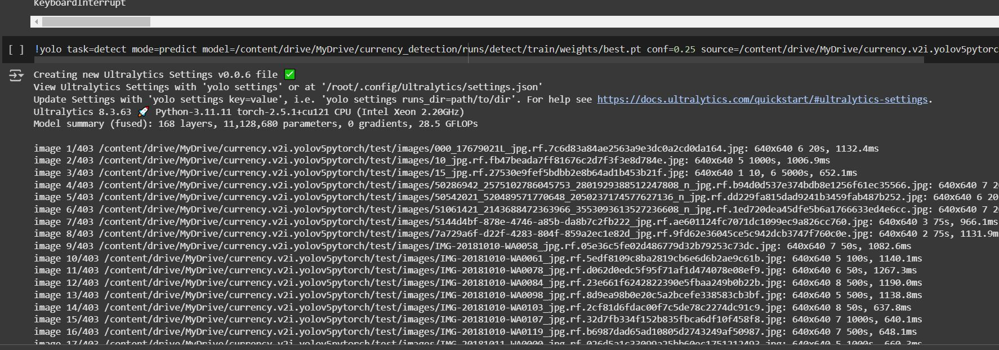 KeyboardInterrupt
[ ] !yolo task=detect mode=predict model=/content/drive/MyDrive/currency_detection/runs/detect/train/weights/best.pt conf=0.25 source=/content/drive/MyDrive/currency.v2i.yolov5pytorc
Creating new Ultralytics Settings v0.0.6 file ✅
View Ultralytics Settings with 'yolo settings' or at '/root/.config/Ultralytics/settings.json'
Update Settings with 'yolo settings key=value', i.e. 'yolo settings runs_dir=path/to/dir'. For help see https://docs.ultralytics.com/quickstart/#ultralytics-settings.
Ultralytics 8.3.63 🚀 Python-3.11.11 torch-2.5.1+cu121 CPU (Intel Xeon 2.20GHz)
Model summary (fused): 168 layers, 11,128,680 parameters, 0 gradients, 28.5 GFLOPs
image 1/403 /content/drive/MyDrive/currency.v2i.yolov5pytorch/test/images/000_17679021L_jpg.rf.7c6d83a84ae2563a9e3dc0a2cd0da164.jpg: 640x640 6 20s, 1132.4ms
image 2/403 /content/drive/MyDrive/currency.v2i.yolov5pytorch/test/images/10_jpg.rf.fb47beada7ff81676c2d7f3f3e8d784e.jpg: 640x640 5 1000s, 1006.9ms
image 3/403 /content/drive/MyDrive/currency.v2i.yolov5pytorch/test/images/15_jpg.rf.27530e9fef5bdbb2e8b64ad1b453b21f.jpg: 640x640 1 10, 6 5000s, 652.1ms
image 4/403 /content/drive/MyDrive/currency.v2i.yolov5pytorch/test/images/50286942_2575102786045753_2801929388512247808_n_jpg.rf.b94d0d537e374bdb8e1256f61ec35566.jpg: 640x640 7 2
image 5/403 /content/drive/MyDrive/currency.v2i.yolov5pytorch/test/images/50542021_520489571770648_2050237174577627136_n_jpg.rf.dd229fa815dad9241b3459fab487b252.jpg: 640x640 6 20
image 6/403 /content/drive/MyDrive/currency.v2i.yolov5pytorch/test/images/51061421_2143688472363966_3553093613527236608_n_jpg.rf.1ed720dea45dfe5b6a1766633ed4e6cc.jpg: 640x640 7 2
image 7/403 /content/drive/MyDrive/currency.v2i.yolov5pytorch/test/images/5144d4bf-878e-4746-a85b-da8b7c2fb222_jpg.rf.ae601124fc7071dc1099ec9a826cc760.jpg: 640x640 3 75s, 966.1ms
image 8/403 /content/drive/MyDrive/currency.v2i.yolov5pytorch/test/images/7a729a6f-d22f-4283-804f-859a2ec1e82d_jpg.rf.9fd62e36045ce5c942dcb3747f760c0e.jpg: 640x640 2 75s, 1131.9m
image 9/403 /content/drive/MyDrive/currency.v2i.yolov5pytorch/test/images/IMG-20181010-WA0058_jpg.rf.05e36c5fe02d486779d32b79253c73dc.jpg: 640x640 7 50s, 1082.6ms
image 10/403 /content/drive/MyDrive/currency.v2i.yolov5pytorch/test/images/IMG-20181010-WA0061_jpg.rf.5edf8109c8ba2819cb6e6d6b2ae9c61b.jpg: 640x640 5 100s, 1140.1ms
image 11/403 /content/drive/MyDrive/currency.v2i.yolov5pytorch/test/images/IMG-20181010-WA0078_jpg.rf.d062d0edc5f95f71af1d474078e08ef9.jpg: 640x640 6 50s, 1267.3ms
image 12/403 /content/drive/MyDrive/currency.v2i.yolov5pytorch/test/images/IMG-20181010-WA0084_jpg.rf.23e661f6242822390e5fbaa249b0b22b.jpg: 640x640 8 500s, 1190.0ms
image 13/403 /content/drive/MyDrive/currency.v2i.yolov5pytorch/test/images/IMG-20181010-WA0098_jpg.rf.8d9ea98b0e20c5a2bcefe338583cb3bf.jpg: 640x640 5 500s, 1138.8ms
image 14/403 /content/drive/MyDrive/currency.v2i.yolov5pytorch/test/images/IMG-20181010-WA0103_jpg.rf.2cf81d6fdac00f7c5de78c2274dc91c9.jpg: 640x640 8 50s, 637.8ms
image 15/403 /content/drive/MyDrive/currency.v2i.yolov5pytorch/test/images/IMG-20181010-WA0107_jpg.rf.32d7fb334f152b835fbca6df10f458f8.jpg: 640x640 7 1000s, 640.1ms
image 16/403 /content/drive/MyDrive/currency.v2i.yolov5pytorch/test/images/IMG-20181010-WA0119_jpg.rf.b6987dad65ad10805d2743249af50987.jpg: 640x640 7 500s, 648.1ms
image 17/403 640x640 5 1000s, 660.3ms